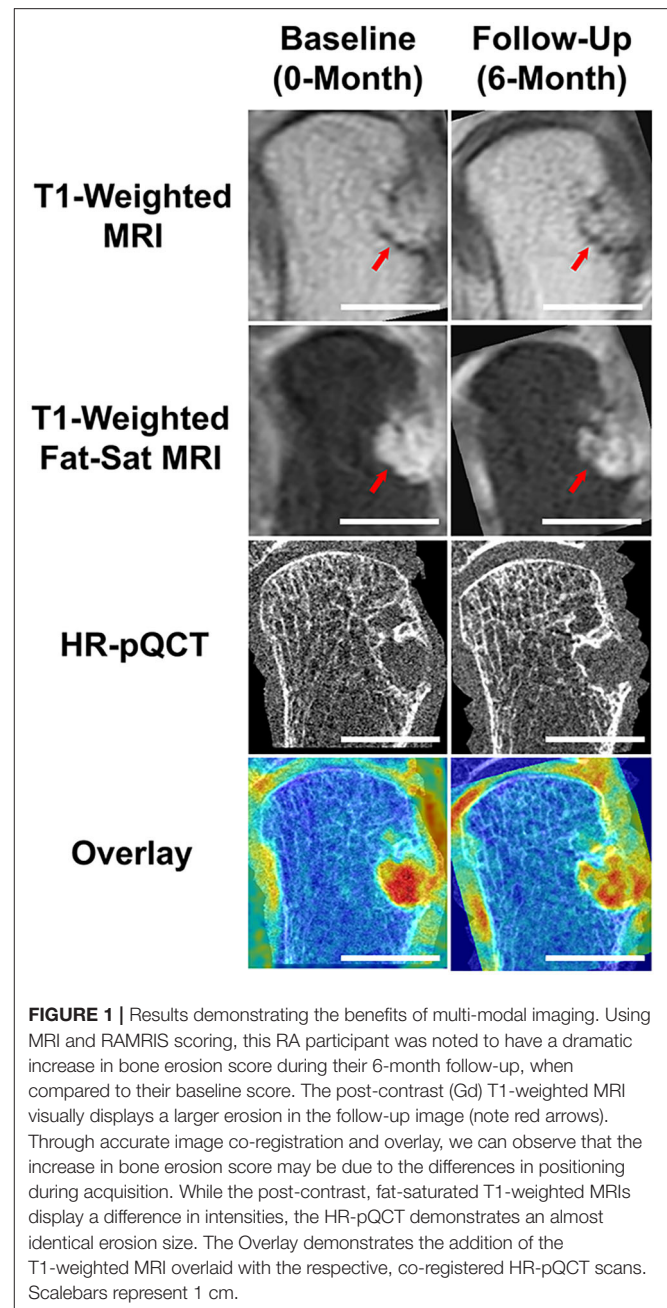 Baseline
(0-Month)
Follow-Up
(6-Month)
T1-Weighted
MRI
T1-Weighted
Fat-Sat MRI
HR-pQCT
Overlay
FIGURE 1 | Results demonstrating the benefits of multi-modal imaging. Using
MRI and RAMRIS scoring, this RA participant was noted to have a dramatic
increase in bone erosion score during their 6-month follow-up, when
compared to their baseline score. The post-contrast (Gd) T1-weighted MRI
visually displays a larger erosion in the follow-up image (note red arrows).
Through accurate image co-registration and overlay, we can observe that the
increase in bone erosion score may be due to the differences in positioning
during acquisition. While the post-contrast, fat-saturated T1-weighted MRIs
display a difference in intensities, the HR-pQCT demonstrates an almost
identical erosion size. The Overlay demonstrates the addition of the
T1-weighted MRI overlaid with the respective, co-registered HR-pQCT scans.
Scalebars represent 1 cm.